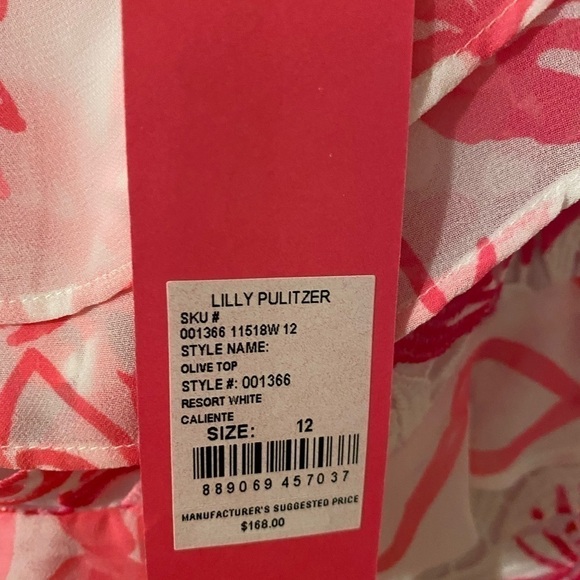 LILLY PULITZER
SKU #
001366 11518W 12
STYLE NAME:
OLIVE TOP
STYLE #: 001366
RESORT WHITE
CALIENTE
SIZE: 12
889069 457037
MANUFACTURER'S SUGGESTED PRICE
$168.00